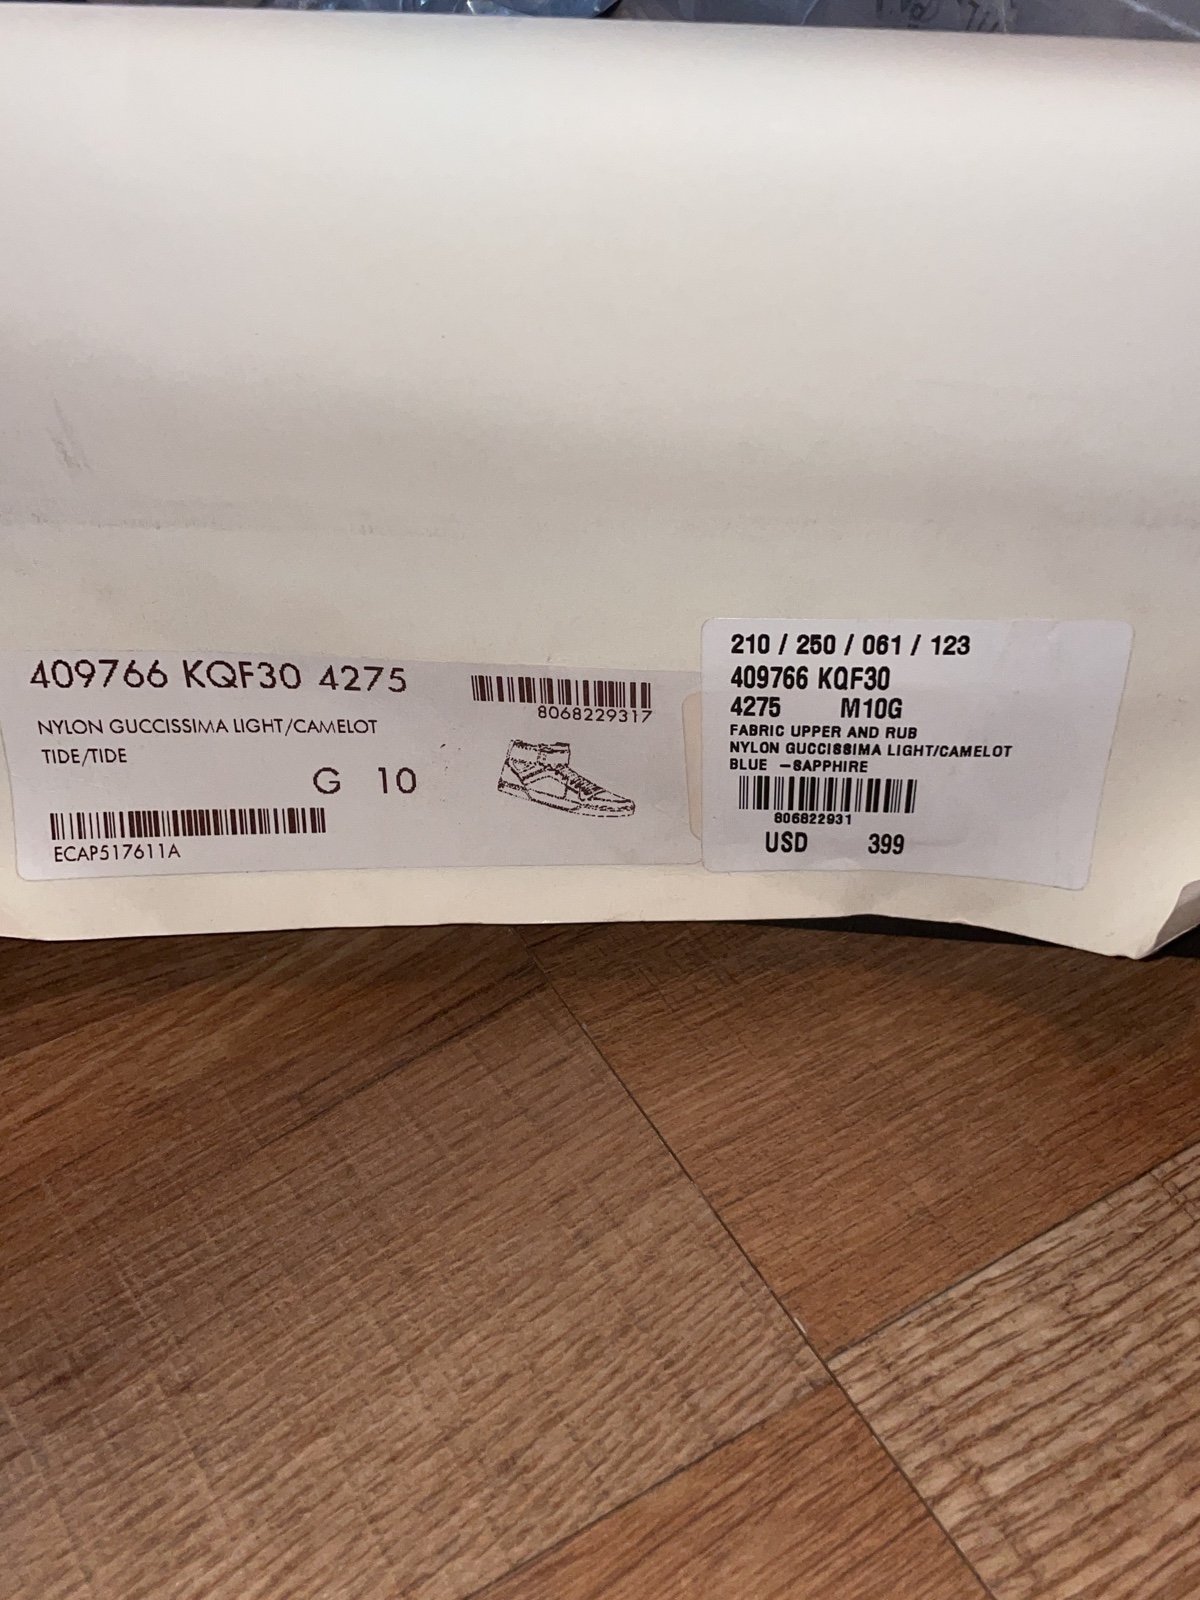 409766 KQF30 4275
8068229317
NYLON GUCCISSIMA LIGHT/CAMELOT
TIDE/TIDE
G 10
ECAP517611A
210 / 250 / 061 / 123
409766 KQF30
4275 M10G
FABRIC UPPER AND RUB
NYLON GUCCISSIMA LIGHT/CAMELOT
BLUE -SAPPHIRE
806822931
USD 399